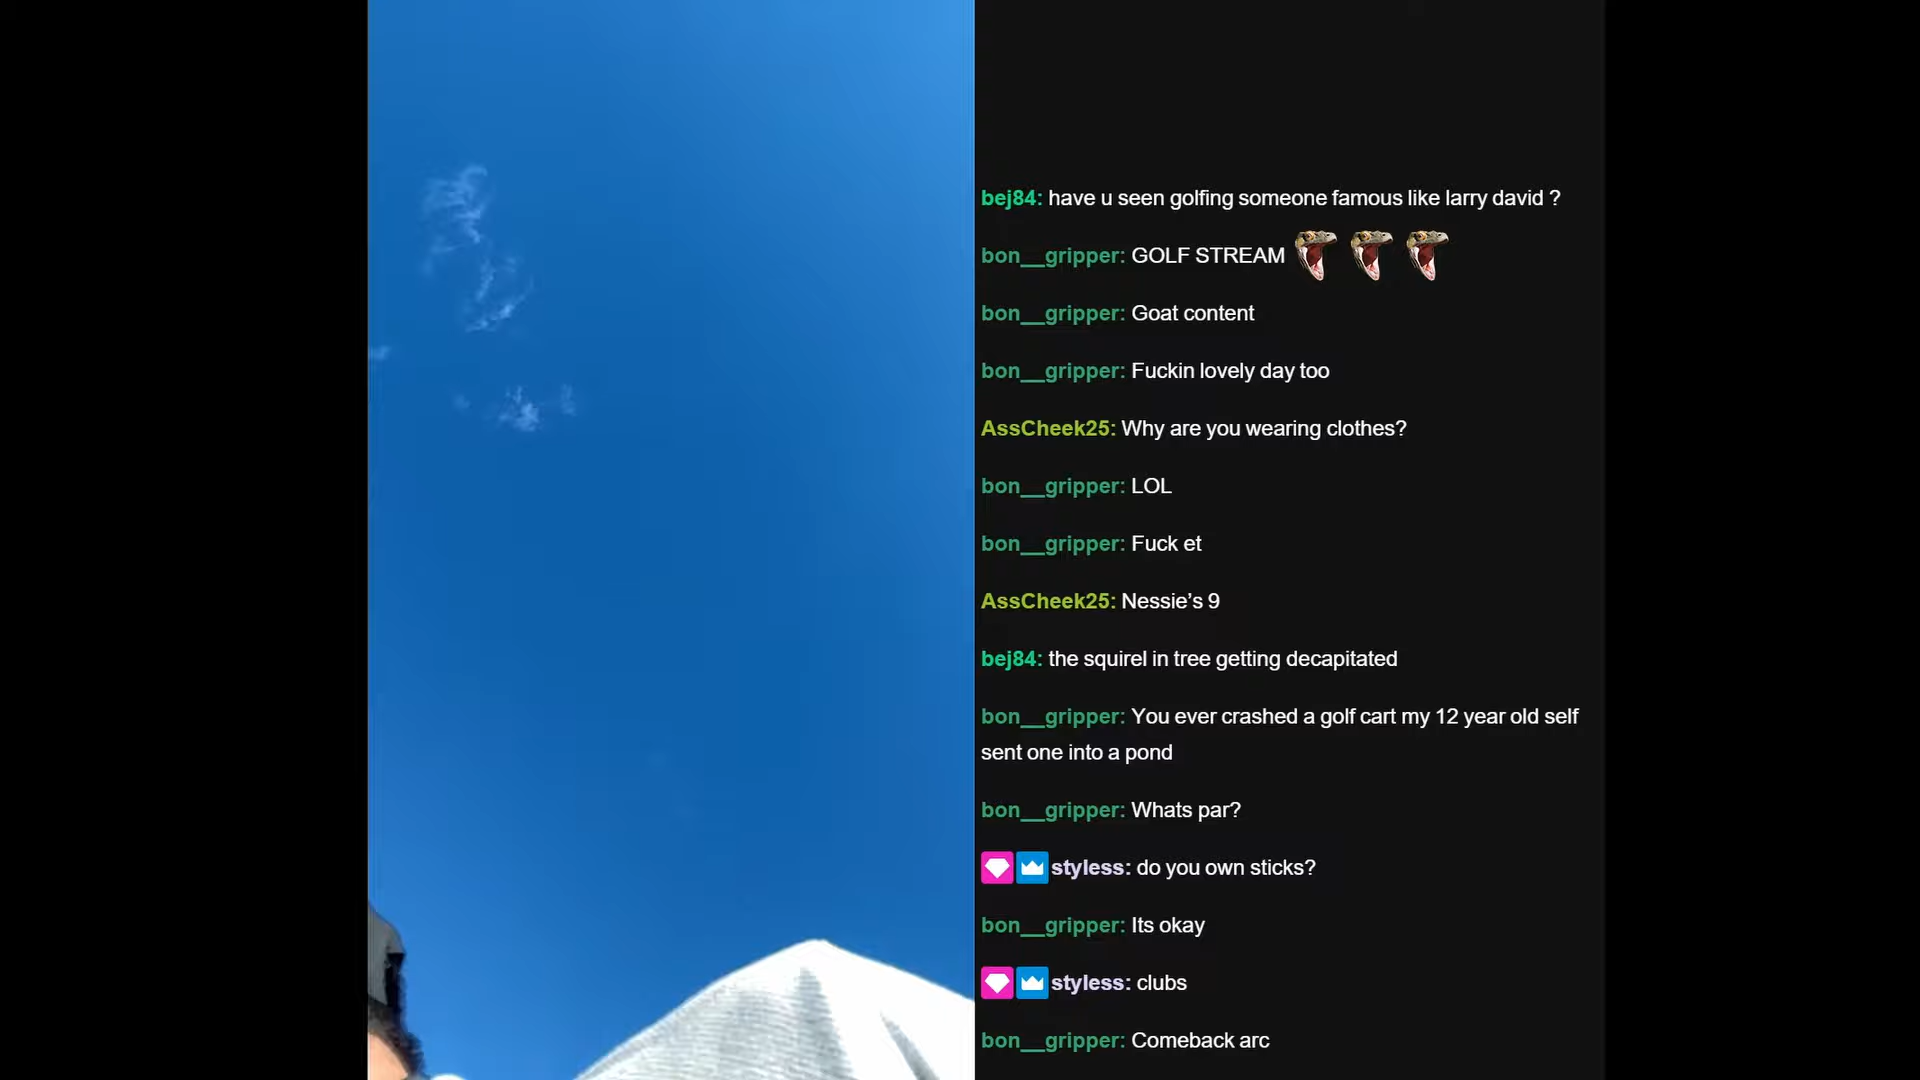 bej84: have u seen golfing someone famous like larry david ?
bon__gripper: GOLF STREAM
bon__gripper: Goat content
bon__gripper: Fuckin lovely day too
AssCheek25: Why are you wearing clothes?
bon__gripper: LOL
bon__gripper: Fuck et
AssCheek25: Nessie’s 9
bej84: the squirel in tree getting decapitated
bon__gripper: You ever crashed a golf cart my 12 year old self
sent one into a pond
bon__gripper: Whats par?
styless: do you own sticks?
bon__gripper: Its okay
styless: clubs
bon__gripper: Comeback arc